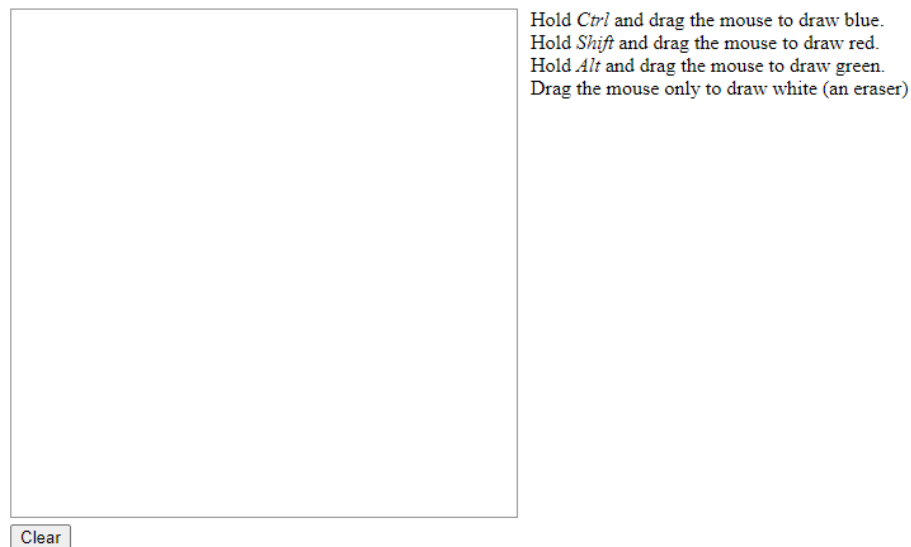 Hold Ctrl and drag the mouse to draw blue.
Hold Shift and drag the mouse to draw red.
Hold Alt and drag the mouse to draw green.
Drag the mouse only to draw white (an eraser)
Clear